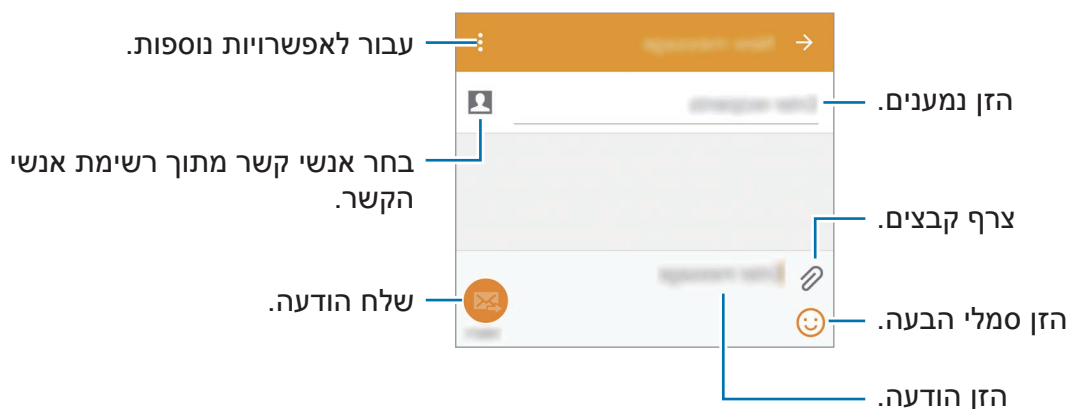 עבור לאפשרויות נוספות.
הזן נמענים.
בחר אנשי קשר מתוך רשימת אנשי
הקשר.
צרף קבצים.
שלח הודעה.
הזן סמלי הבעה.
הזן הודעה.